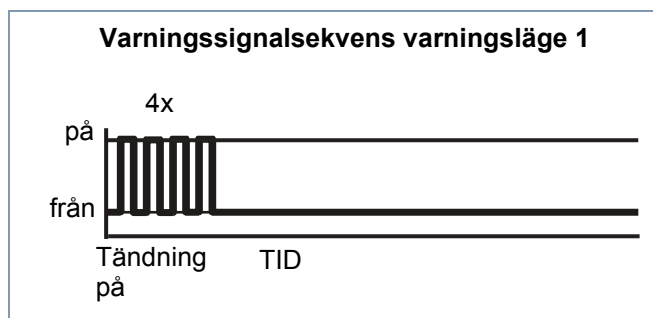 Varningssignalsekvens varningsläge 1
4x
på
från
Tändning
på
TID